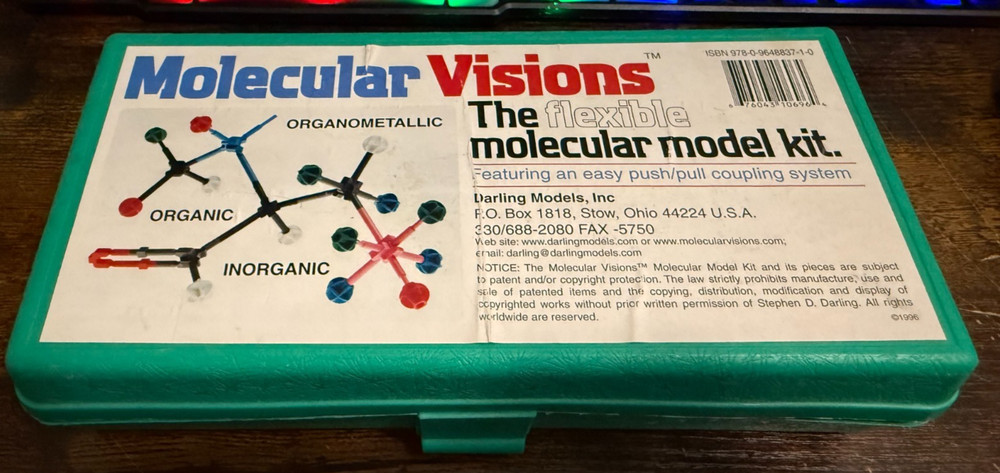 Molecular Visions™
ISBN 978-0-9648837-1-0
The flexible
molecular model kit.
Featuring an easy push/pull coupling system
ORGANOMETALLIC
ORGANIC
INORGANIC
Darling Models, Inc
P.O. Box 1818, Stow, Ohio 44224 U.S.A.
330/688-2080 FAX -5750
Web site: www.darlingmodels.com or www.molecularvisions.com;
email: darling@darlingmodels.com
NOTICE: The Molecular Visions™ Molecular Model Kit and its pieces are subject
to patent and/or copyright protection. The law strictly prohibits manufacture, use and
sale of patented items and the copying, distribution, modification and display of
copyrighted works without prior written permission of Stephen D. Darling. All rights
worldwide are reserved.
©1996